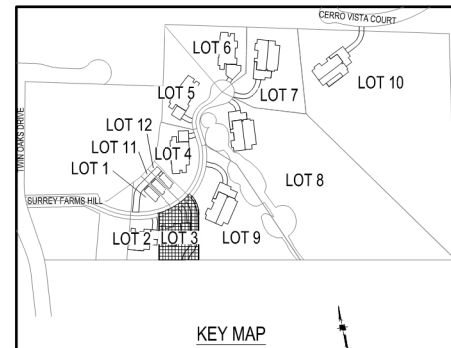 CERRO VISTA COURT
LOT 6
LOT 10
LOT 5
LOT 7
TWIN OAKS DRIVE
LOT 12
LOT 11
LOT 4
LOT 1
LOT 8
SURREY FARMS HILL
LOT 2
LOT 3
LOT 9
KEY MAP